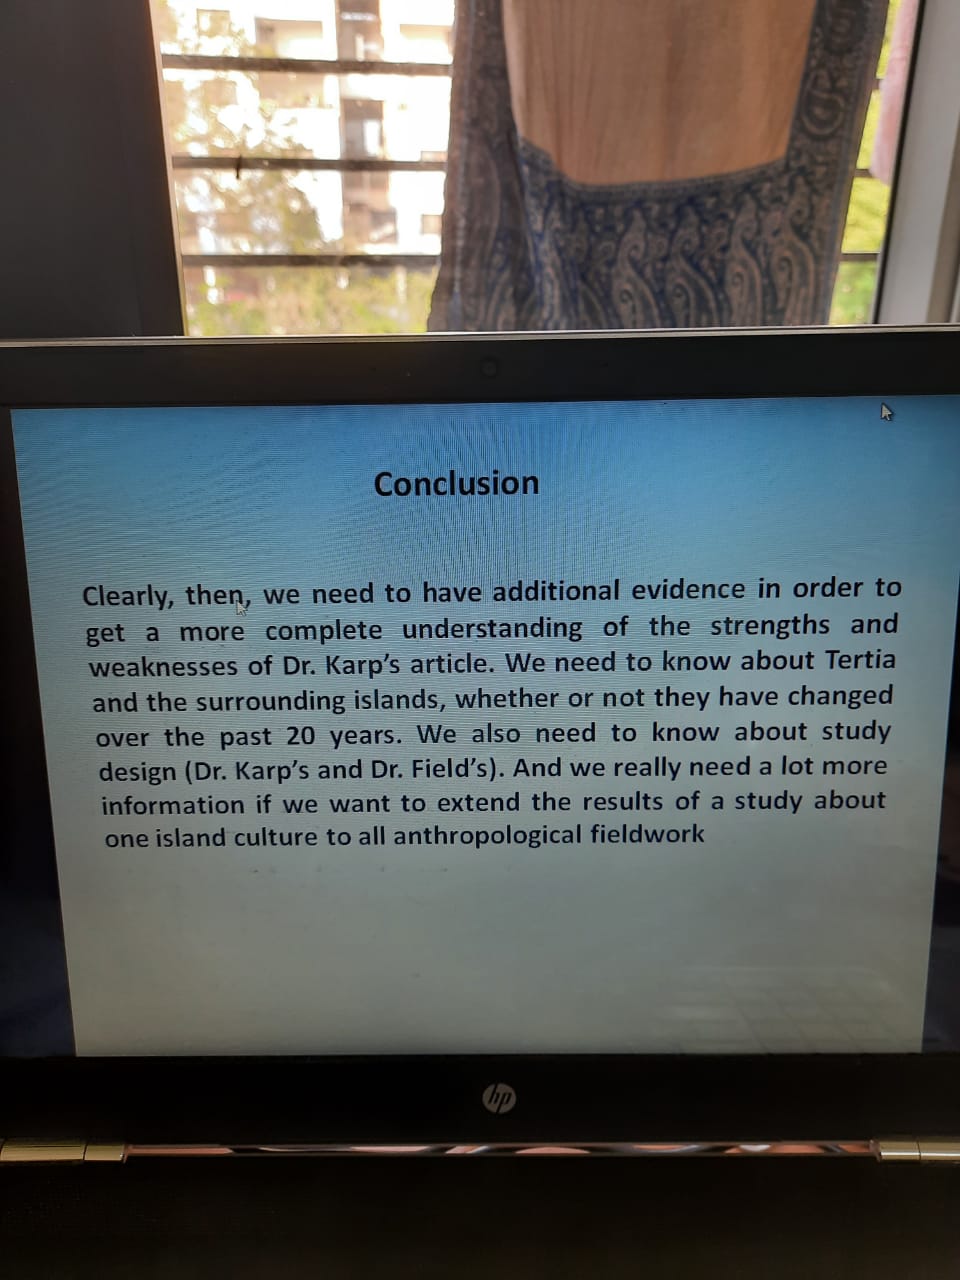 Conclusion
Clearly, then, we need to have additional evidence in order to
get a more complete understanding of the strengths and
weaknesses of Dr. Karp's article. We need to know about Tertia
and the surrounding islands, whether or not they have changed
over the past 20 years. We also need to know about study
design (Dr. Karp's and Dr. Field's). And we really need a lot more
information if we want to extend the results of a study about
one island culture to all anthropological fieldwork
hp